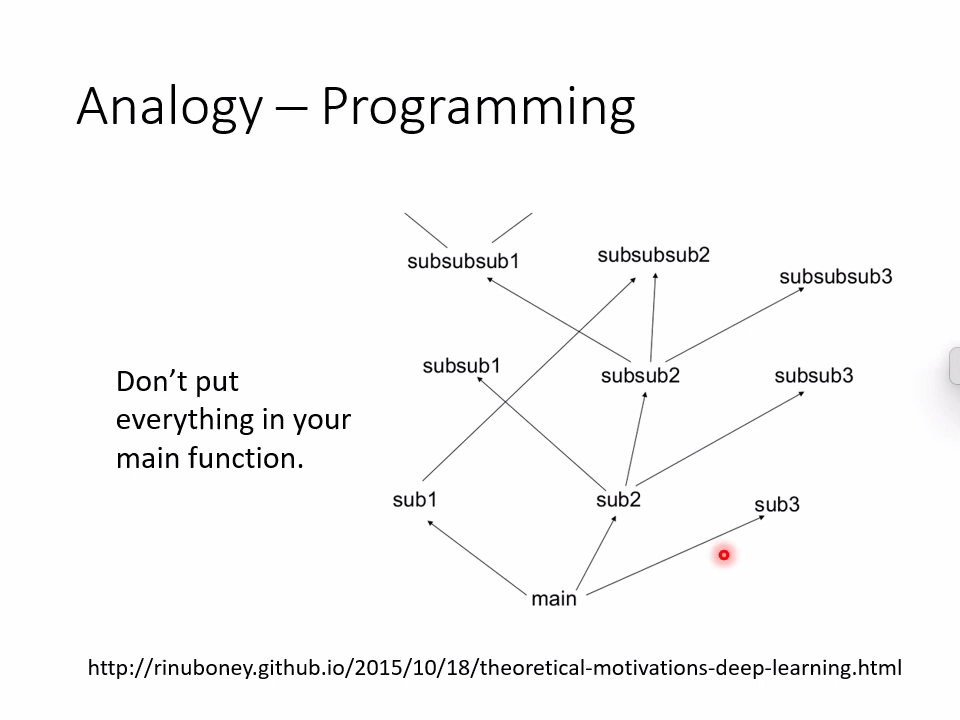 Analogy – Programming
subsubsub1
subsubsub2
subsubsub3
Don’t put
everything in your
main function.
subsub1
subsub2
subsub3
sub1
sub2
sub3
main
http://rinuboney.github.io/2015/10/18/theoretical-motivations-deep-learning.html